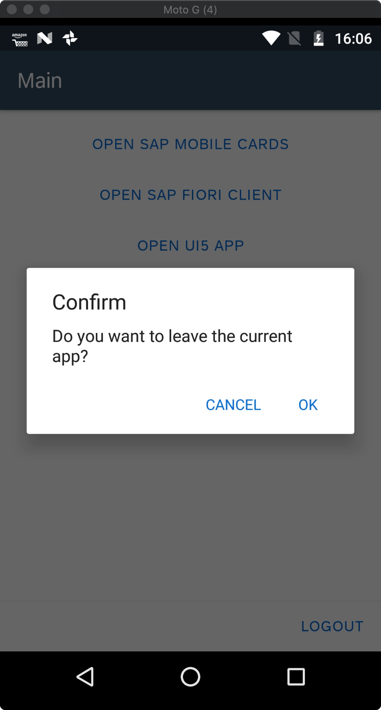 Moto G (4)
amazon
16:06
Main
OPEN SAP MOBILE CARDS
OPEN SAP FIORI CLIENT
OPEN UI5 APP
Confirm
Do you want to leave the current
app?
CANCEL OK
LOGOUT